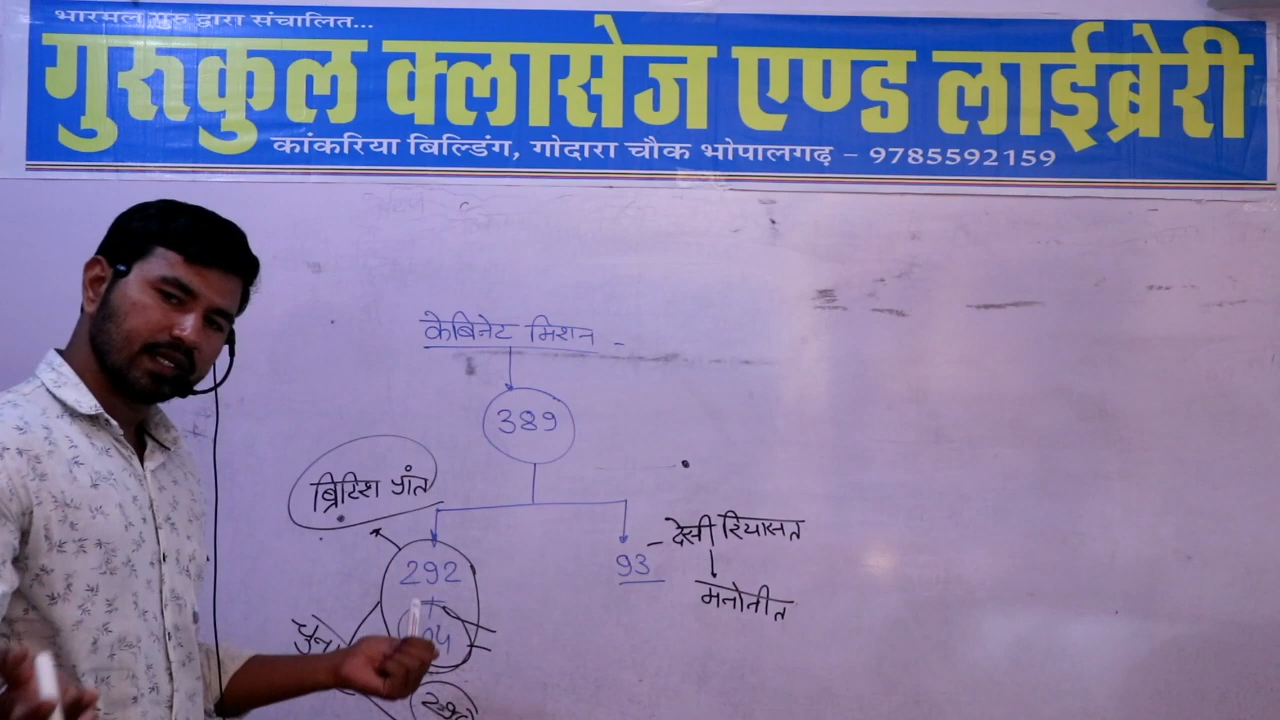 भारमल गुरु द्वारा संचालित...
गुरुकुल क्लासेज एण्ड लाईब्रेरी
कांकरिया बिल्डिंग, गोदारा चौक भोपालगढ़ – 9785592159
केबिनेट मिशन -
389
ब्रिटिश प्रांत
292
93 - देसी रियासत
मनोनीत